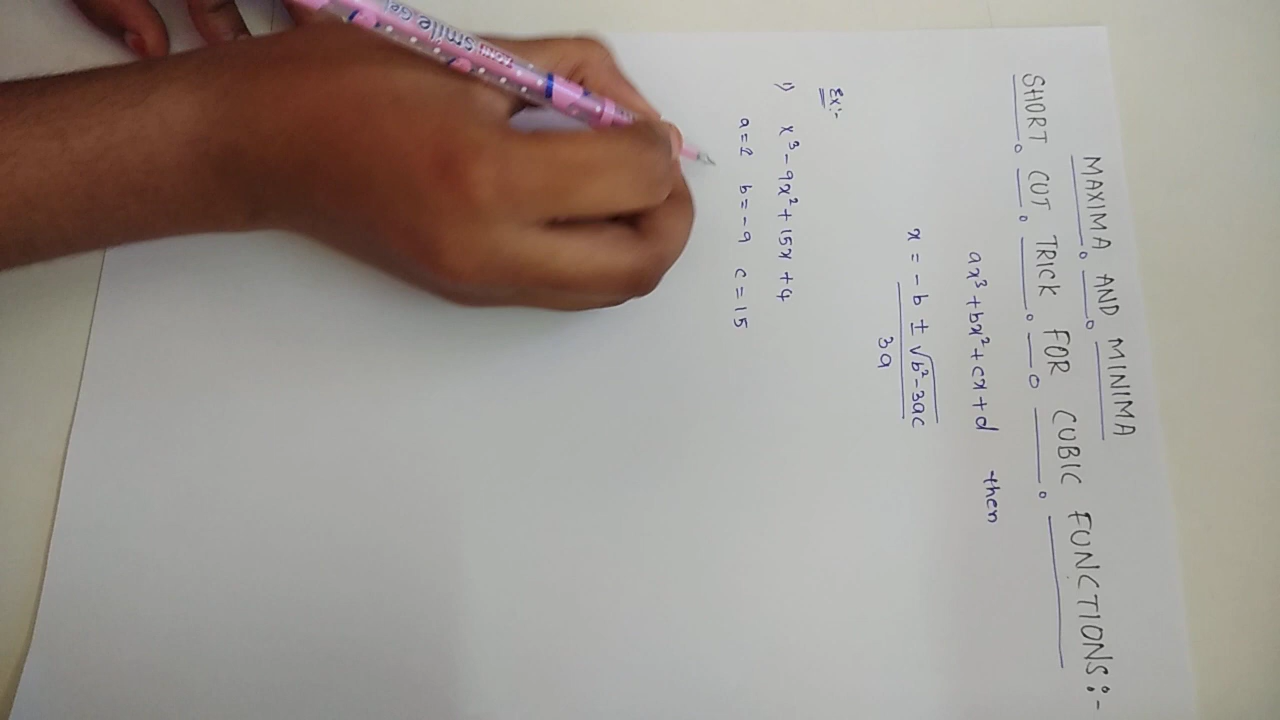 MAXIMA AND MINIMA
SHORT CUT TRICK FOR CUBIC FUNCTIONS:-
ax³+bx²+cx+d then
x = -b ± √b²-3ac
3a
Ex:-
1) x³-9x²+15x+4
a=1 b=-9 c=15
smile Gel